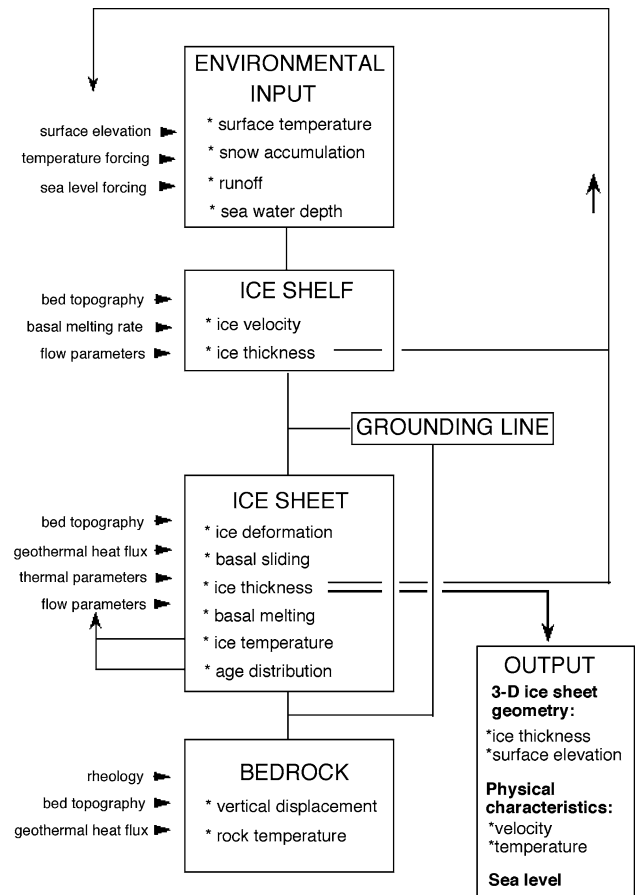 ENVIRONMENTAL
INPUT
* surface temperature
* snow accumulation
* runoff
* sea water depth
surface elevation
temperature forcing
sea level forcing
ICE SHELF
* ice velocity
* ice thickness
bed topography
basal melting rate
flow parameters
GROUNDING LINE
ICE SHEET
* ice deformation
* basal sliding
* ice thickness
* basal melting
* ice temperature
* age distribution
bed topography
geothermal heat flux
thermal parameters
flow parameters
BEDROCK
* vertical displacement
* rock temperature
rheology
bed topography
geothermal heat flux
OUTPUT
3-D ice sheet
geometry:
*ice thickness
*surface elevation
Physical
characteristics:
*velocity
*temperature
Sea level